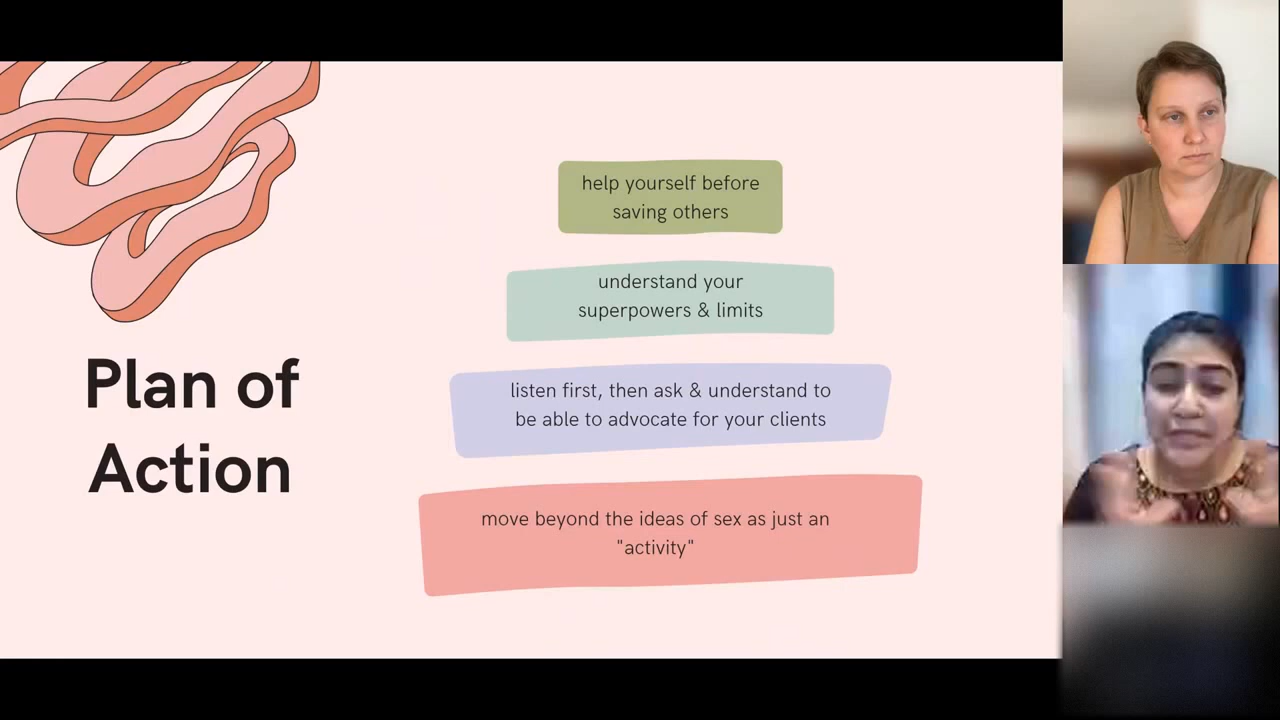 Plan of
Action
help yourself before
saving others
understand your
superpowers & limits
listen first, then ask & understand to
be able to advocate for your clients
move beyond the ideas of sex as just an
"activity"